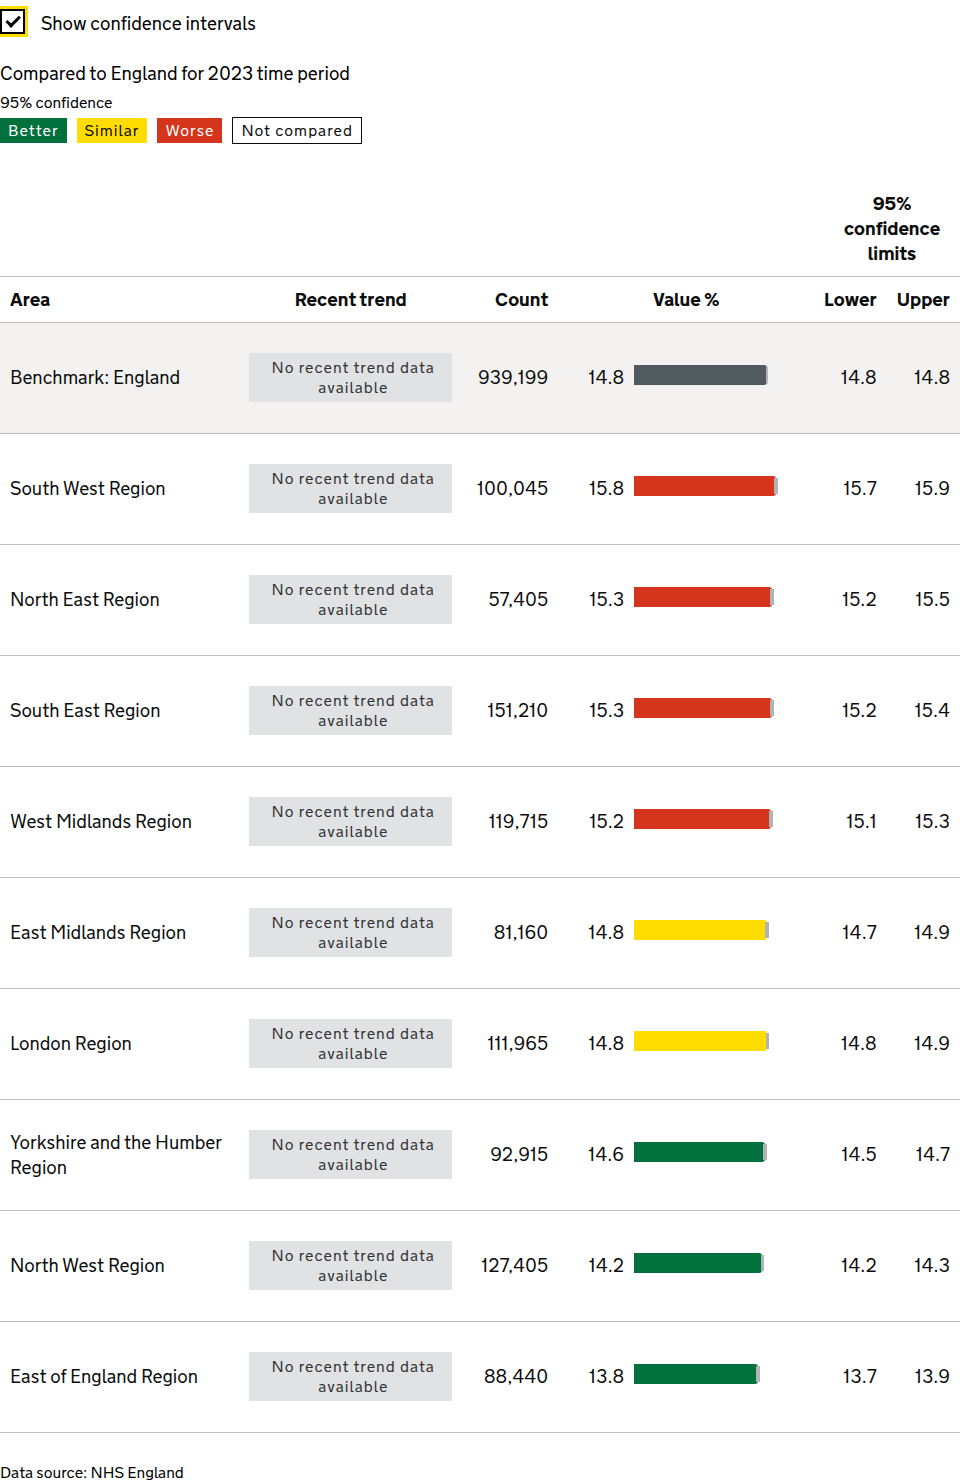 Show confidence intervals
Compared to England for 2023 time period
95% confidence
Better Similar Worse Not compared
95%
confidence
limits
Area Recent trend Count Value % Lower Upper
Benchmark: England No recent trend data available 939,199 14.8 14.8 14.8
South West Region No recent trend data available 100,045 15.8 15.7 15.9
North East Region No recent trend data available 57,405 15.3 15.2 15.5
South East Region No recent trend data available 151,210 15.3 15.2 15.4
West Midlands Region No recent trend data available 119,715 15.2 15.1 15.3
East Midlands Region No recent trend data available 81,160 14.8 14.7 14.9
London Region No recent trend data available 111,965 14.8 14.8 14.9
Yorkshire and the Humber Region No recent trend data available 92,915 14.6 14.5 14.7
North West Region No recent trend data available 127,405 14.2 14.2 14.3
East of England Region No recent trend data available 88,440 13.8 13.7 13.9
Data source: NHS England